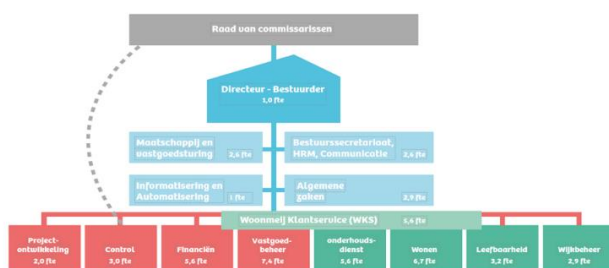 Raad van commissarissen
Directeur - Bestuurder
1,0 fte
Maatschappij en
vastgoedsturing 2,6 fte
Bestuurssecretariaat,
HRM, Communicatie 2,6 fte
Informatisering en
Automatisering 1 fte
Algemene
zaken 2,9 fte
Woonmeij Klantservice (WKS) 5,6 fte
Project-
ontwikkeling
2,0 fte
Control
3,0 fte
Financiën
5,6 fte
Vastgoed-
beheer
7,4 fte
onderhouds-
dienst
5,6 fte
Wonen
6,7 fte
Leefbaarheid
3,2 fte
Wijkbeheer
2,9 fte